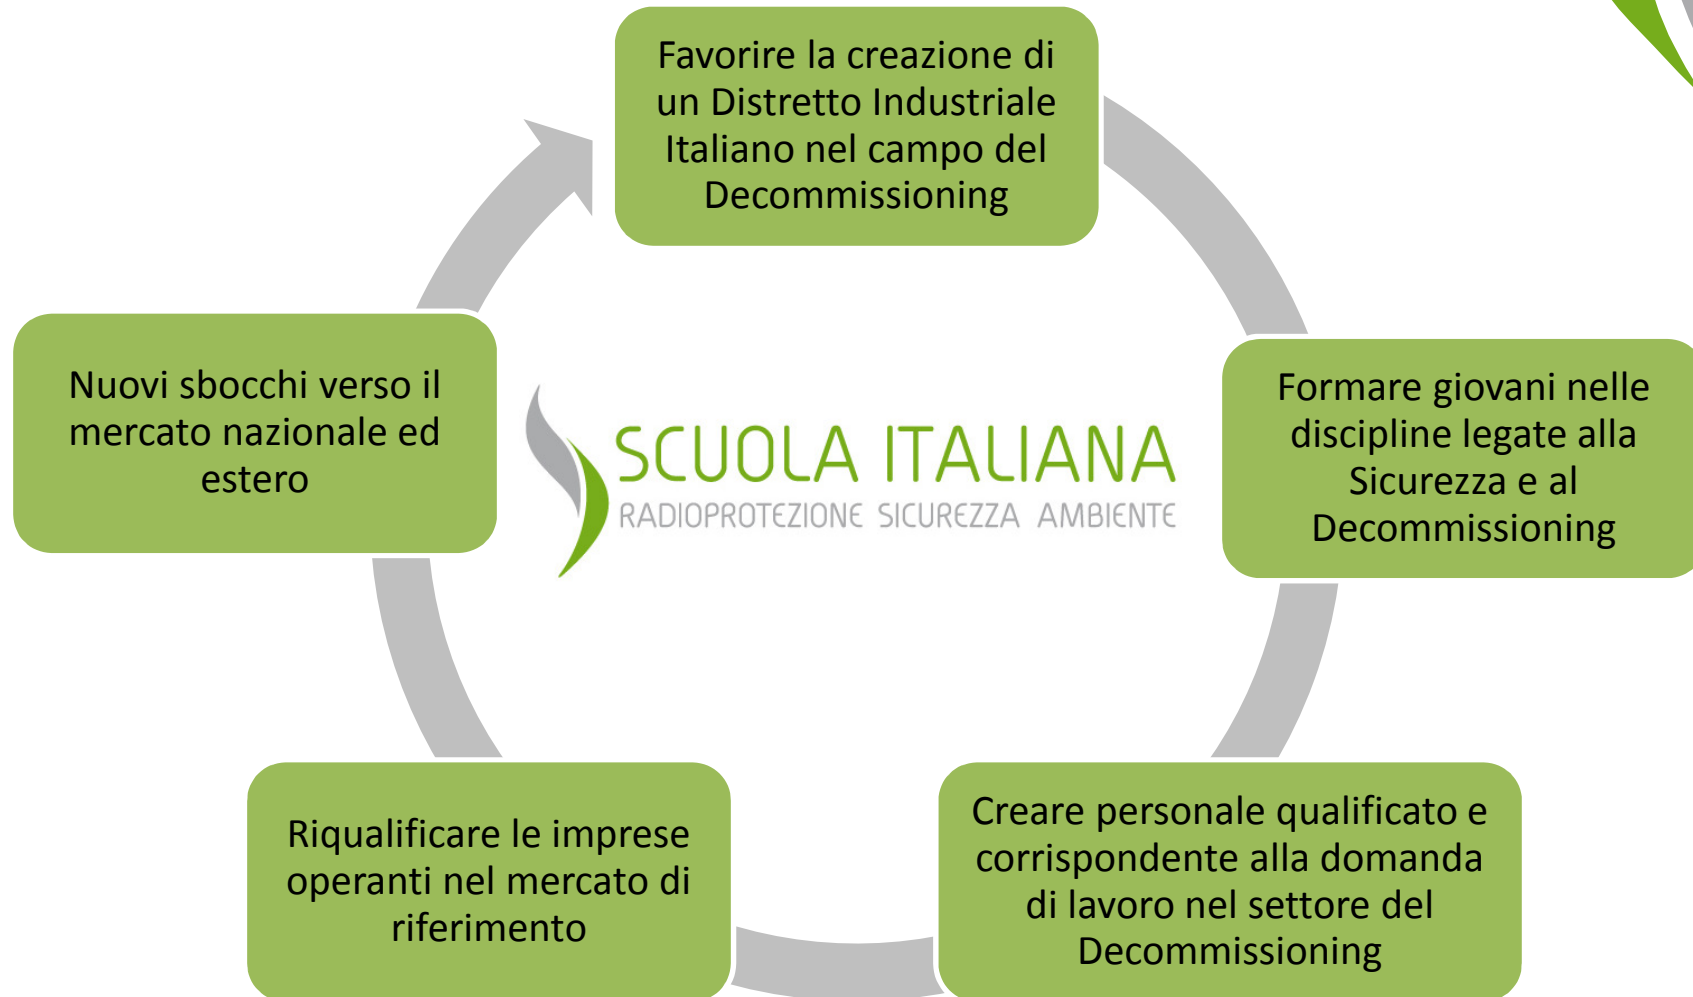 Favorire la creazione di
un Distretto Industriale
Italiano nel campo del
Decommissioning
Formare giovani nelle
discipline legate alla
Sicurezza e al
Decommissioning
Creare personale qualificato e
corrispondente alla domanda
di lavoro nel settore del
Decommissioning
Riqualificare le imprese
operanti nel mercato di
riferimento
Nuovi sbocchi verso il
mercato nazionale ed
estero
SCUOLA ITALIANA
RADIOPROTEZIONE SICUREZZA AMBIENTE